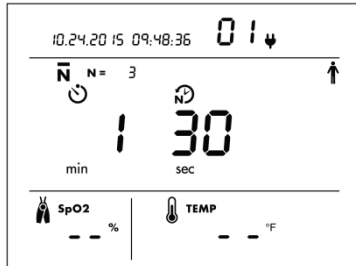 10.24.2015 09:48:36 01
N N = 3
N
1 30
min sec
SpO2 TEMP
-- % -- °F